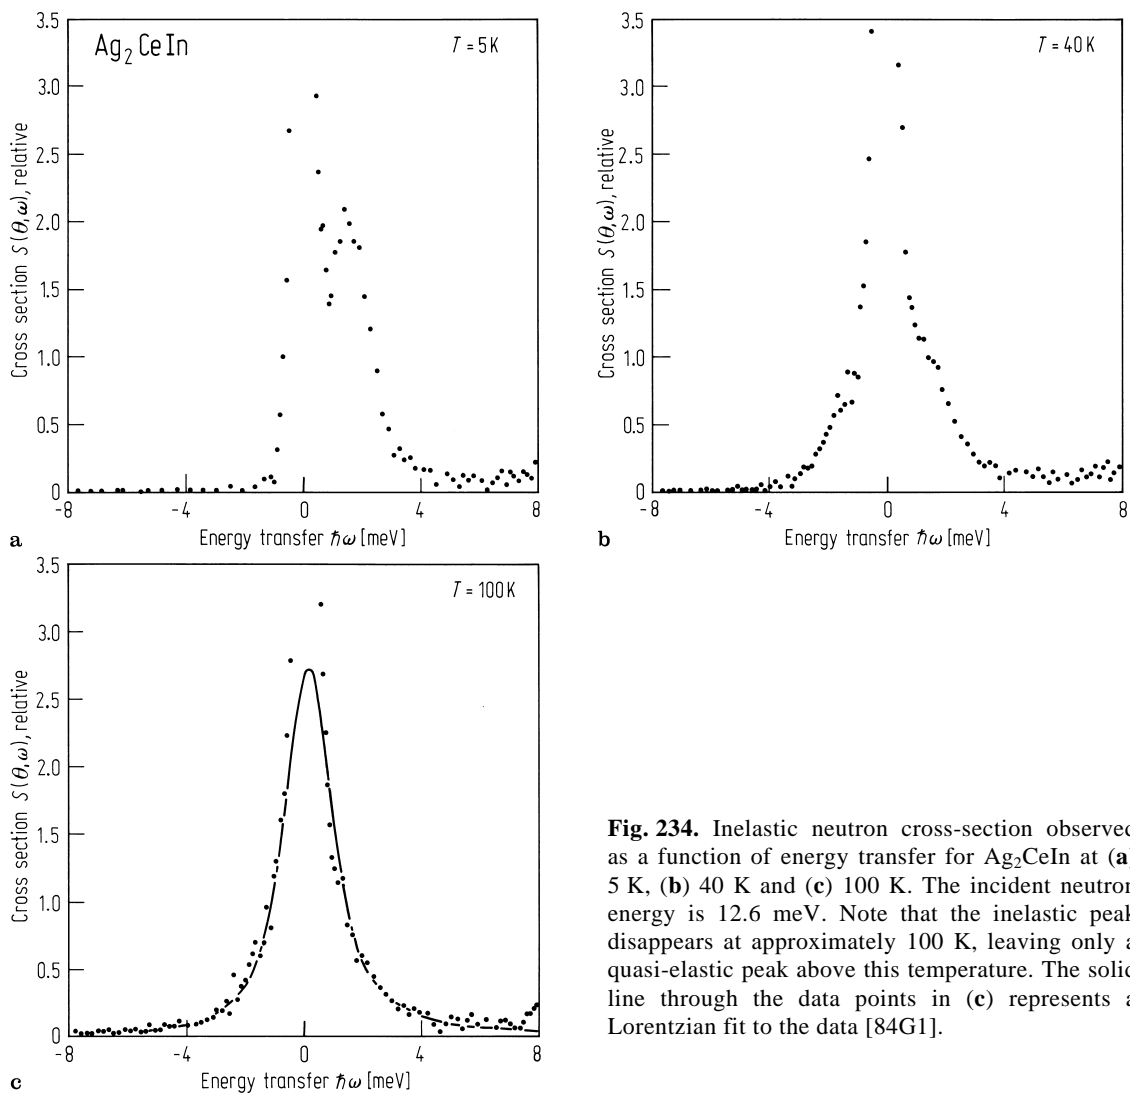 Ag2CeIn
T = 5 K
3.5
3.0
2.5
2.0
1.5
1.0
0.5
0
Cross section S(θ,ω), relative
-8
-4
0
4
8
Energy transfer ħω [meV]
a
T = 40 K
3.5
3.0
2.5
2.0
1.5
1.0
0.5
0
Cross section S(θ,ω), relative
-8
-4
0
4
8
Energy transfer ħω [meV]
b
T = 100 K
3.5
3.0
2.5
2.0
1.5
1.0
0.5
0
Cross section S(θ,ω), relative
-8
-4
0
4
8
Energy transfer ħω [meV]
c
Fig. 234. Inelastic neutron cross-section observed
as a function of energy transfer for Ag2CeIn at (a)
5 K, (b) 40 K and (c) 100 K. The incident neutron
energy is 12.6 meV. Note that the inelastic peak
disappears at approximately 100 K, leaving only a
quasi-elastic peak above this temperature. The solid
line through the data points in (c) represents a
Lorentzian fit to the data [84G1].